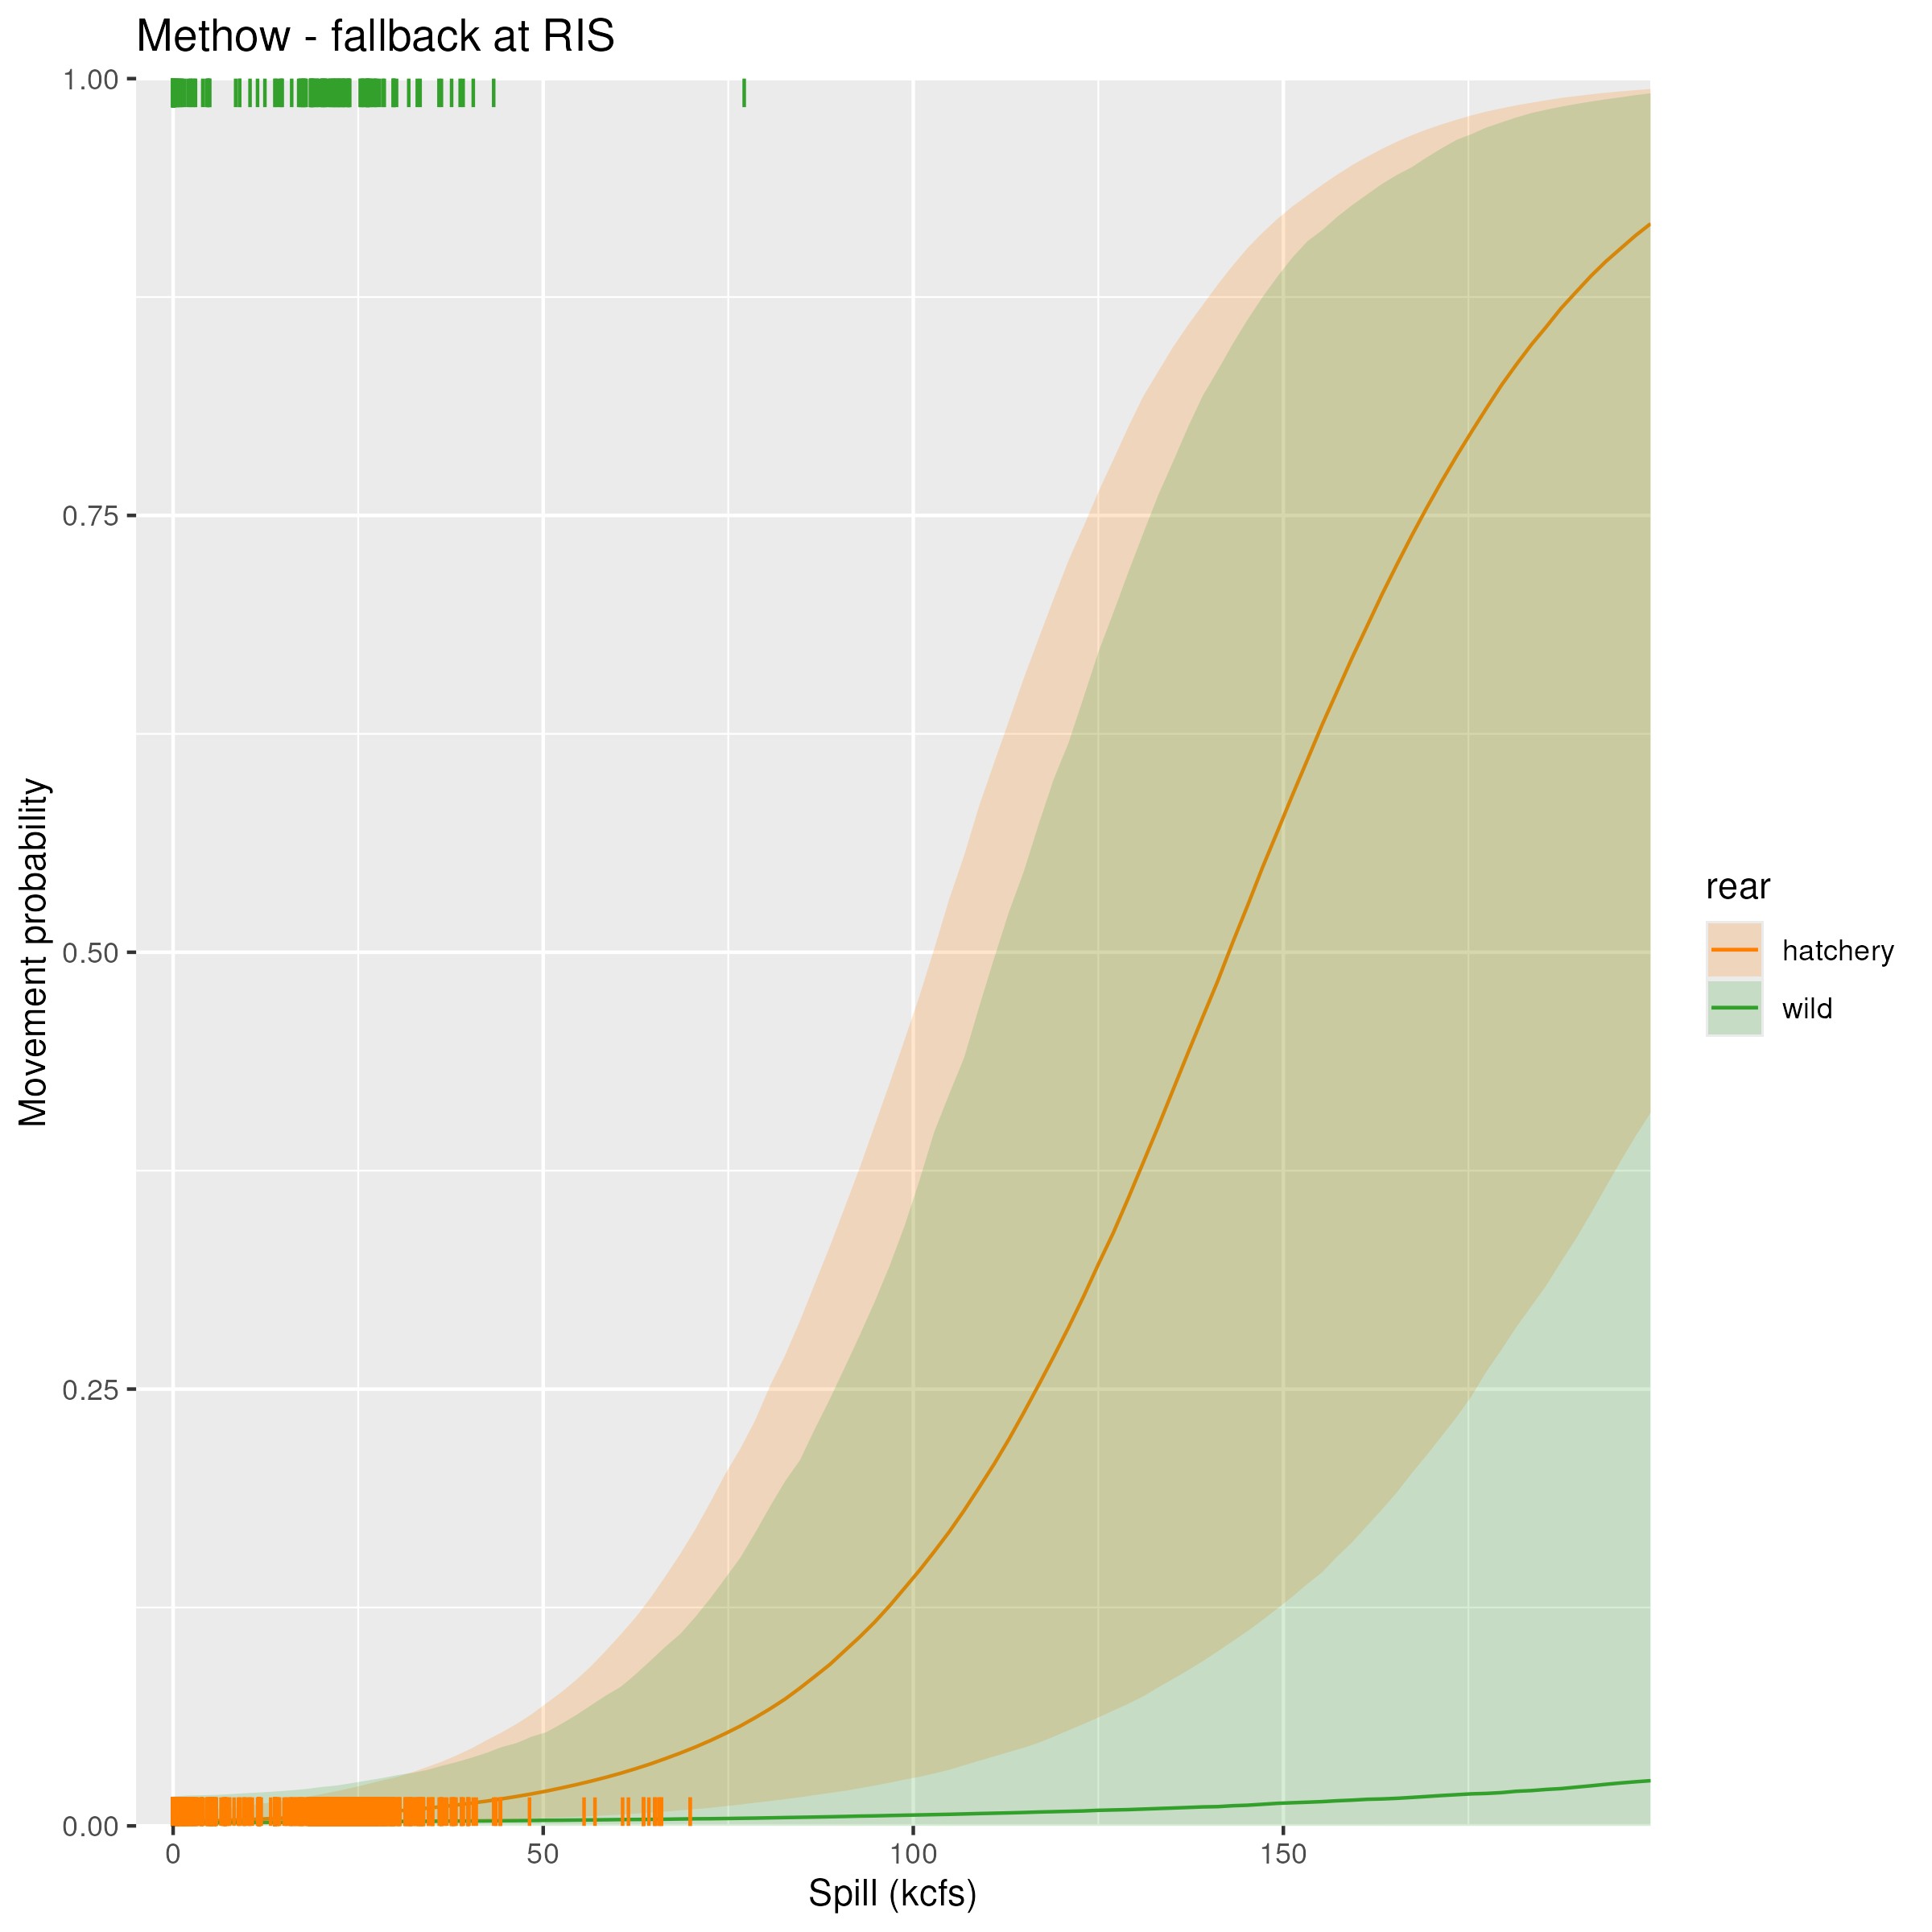 Methow - fallback at RIS
1.00
0.75
0.50
0.25
0.00
0 50 100 150
Spill (kcfs)
Movement probability
rear
hatchery
wild